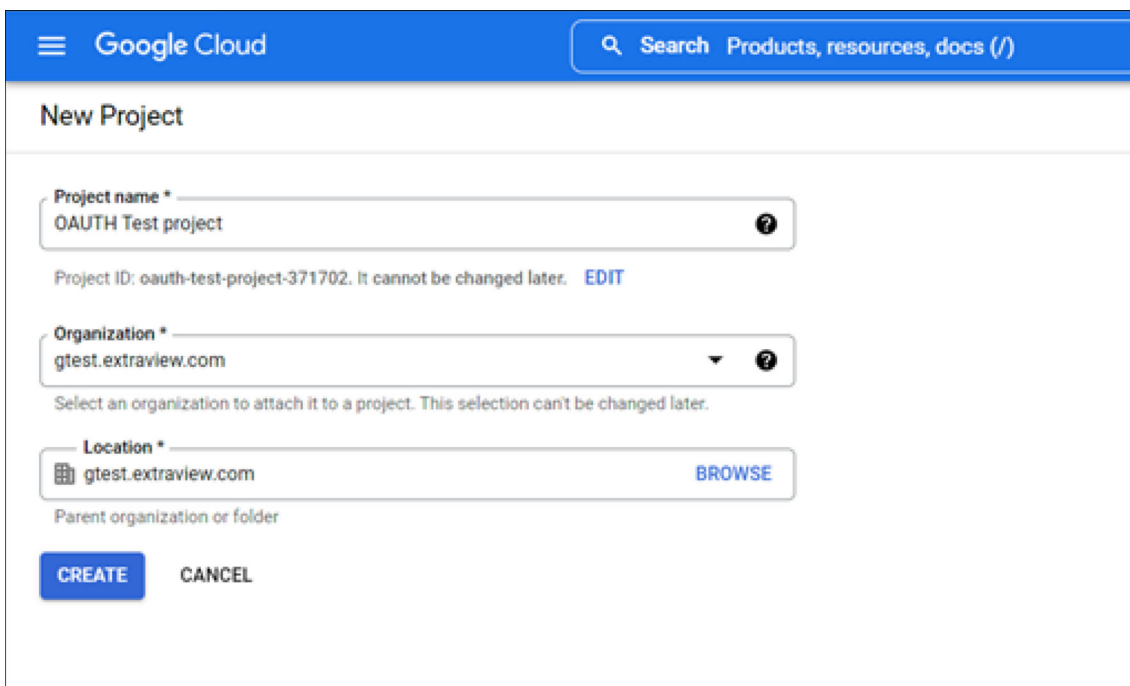 Google Cloud
Search Products, resources, docs (/)
New Project
Project name *
OAUTH Test project
Project ID: oauth-test-project-371702. It cannot be changed later. EDIT
Organization *
gtest.extraview.com
Select an organization to attach it to a project. This selection can't be changed later.
Location *
gtest.extraview.com BROWSE
Parent organization or folder
CREATE CANCEL